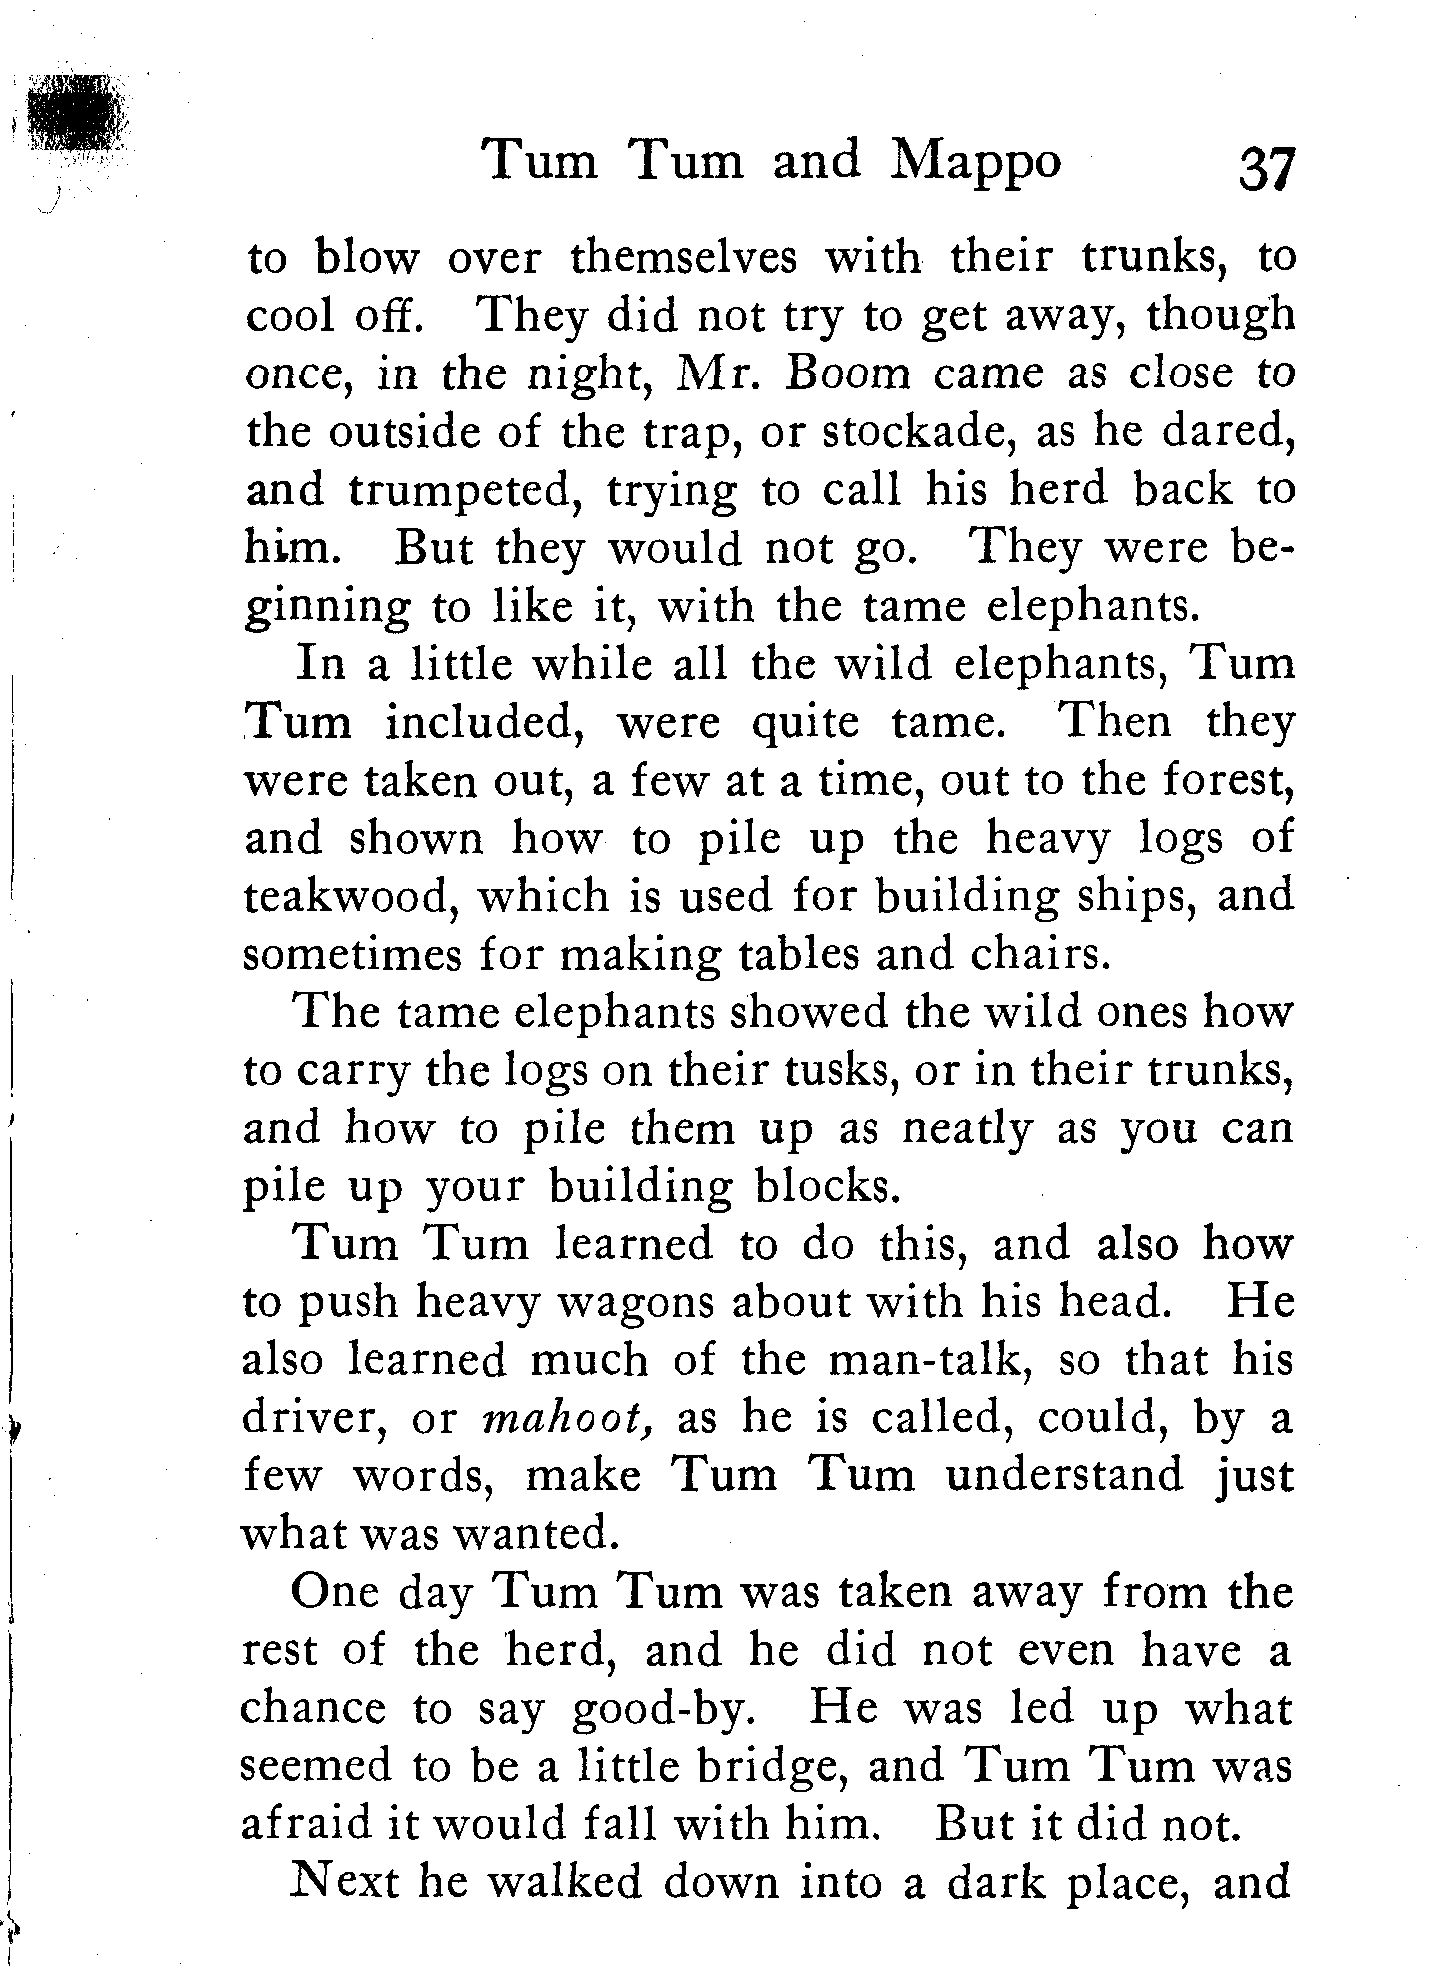 Tum Tum and Mappo 37
to blow over themselves with their trunks, to
cool off. They did not try to get away, though
once, in the night, Mr. Boom came as close to
the outside of the trap, or stockade, as he dared,
and trumpeted, trying to call his herd back to
him. But they would not go. They were be-
ginning to like it, with the tame elephants.
In a little while all the wild elephants, Tum
Tum included, were quite tame. Then they
were taken out, a few at a time, out to the forest,
and shown how to pile up the heavy logs of
teakwood, which is used for building ships, and
sometimes for making tables and chairs.
The tame elephants showed the wild ones how
to carry the logs on their tusks, or in their trunks,
and how to pile them up as neatly as you can
pile up your building blocks.
Tum Tum learned to do this, and also how
to push heavy wagons about with his head. He
also learned much of the man-talk, so that his
driver, or mahoot, as he is called, could, by a
few words, make Tum Tum understand just
what was wanted.
One day Tum Tum was taken away from the
rest of the herd, and he did not even have a
chance to say good-by. He was led up what
seemed to be a little bridge, and Tum Tum was
afraid it would fall with him. But it did not.
Next he walked down into a dark place, and